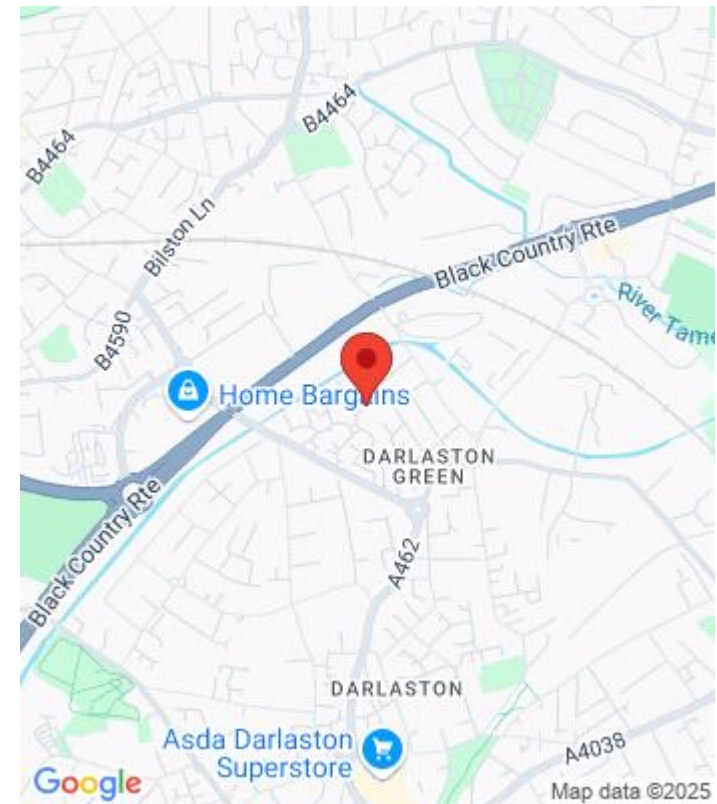 B4464
B4464
Bilston Ln
Black Country Rte
River Tame
B4590
Home Bargains
DARLASTON
GREEN
Black Country Rte
A462
DARLASTON
Asda Darlaston
Superstore
A4038
Google
Map data ©2025